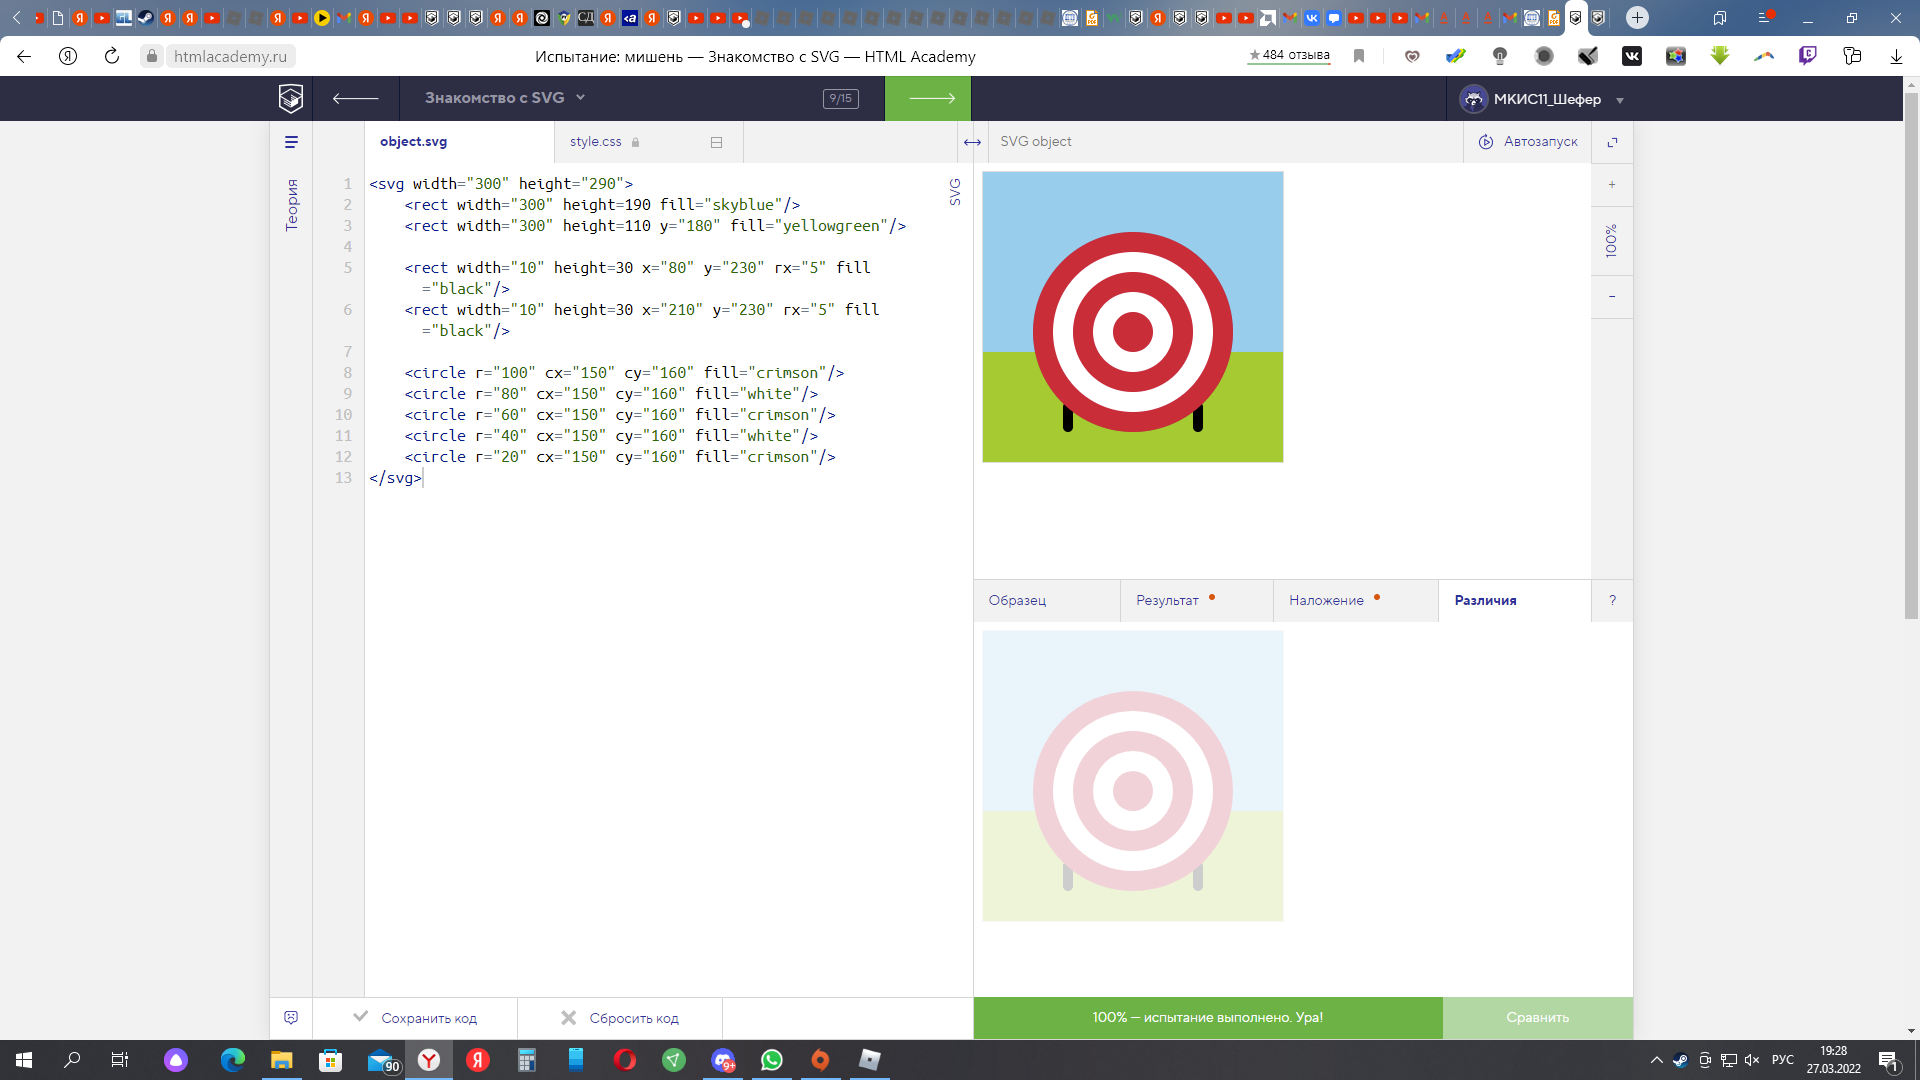 htmlacademy.ru
Испытание: мишень — Знакомство с SVG — HTML Academy
★ 484 отзыва
Знакомство с SVG
9/15
МКИС11_Шефер
Теория
object.svg
style.css
SVG object
Автозапуск
SVG
+
100%
−
1 <svg width="300" height="290">
2 <rect width="300" height=190 fill="skyblue"/>
3 <rect width="300" height=110 y="180" fill="yellowgreen"/>
4
5 <rect width="10" height=30 x="80" y="230" rx="5" fill
="black"/>
6 <rect width="10" height=30 x="210" y="230" rx="5" fill
="black"/>
7
8 <circle r="100" cx="150" cy="160" fill="crimson"/>
9 <circle r="80" cx="150" cy="160" fill="white"/>
10 <circle r="60" cx="150" cy="160" fill="crimson"/>
11 <circle r="40" cx="150" cy="160" fill="white"/>
12 <circle r="20" cx="150" cy="160" fill="crimson"/>
13 </svg>
Образец
Результат
Наложение
Различия
?
Сохранить код
Сбросить код
100% — испытание выполнено. Ура!
Сравнить
90
9+
РУС
19:28
27.03.2022
1